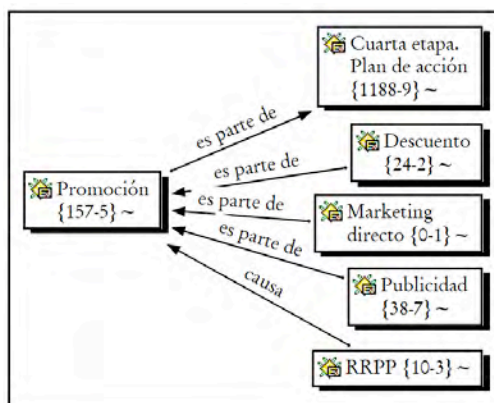 Cuarta etapa.
Plan de acción
{1188-9} ~
es parte de
Descuento
{24-2} ~
es parte de
Promoción
{157-5} ~
es parte de
Marketing
directo {0-1} ~
es parte de
Publicidad
{38-7} ~
causa
RRPP {10-3} ~